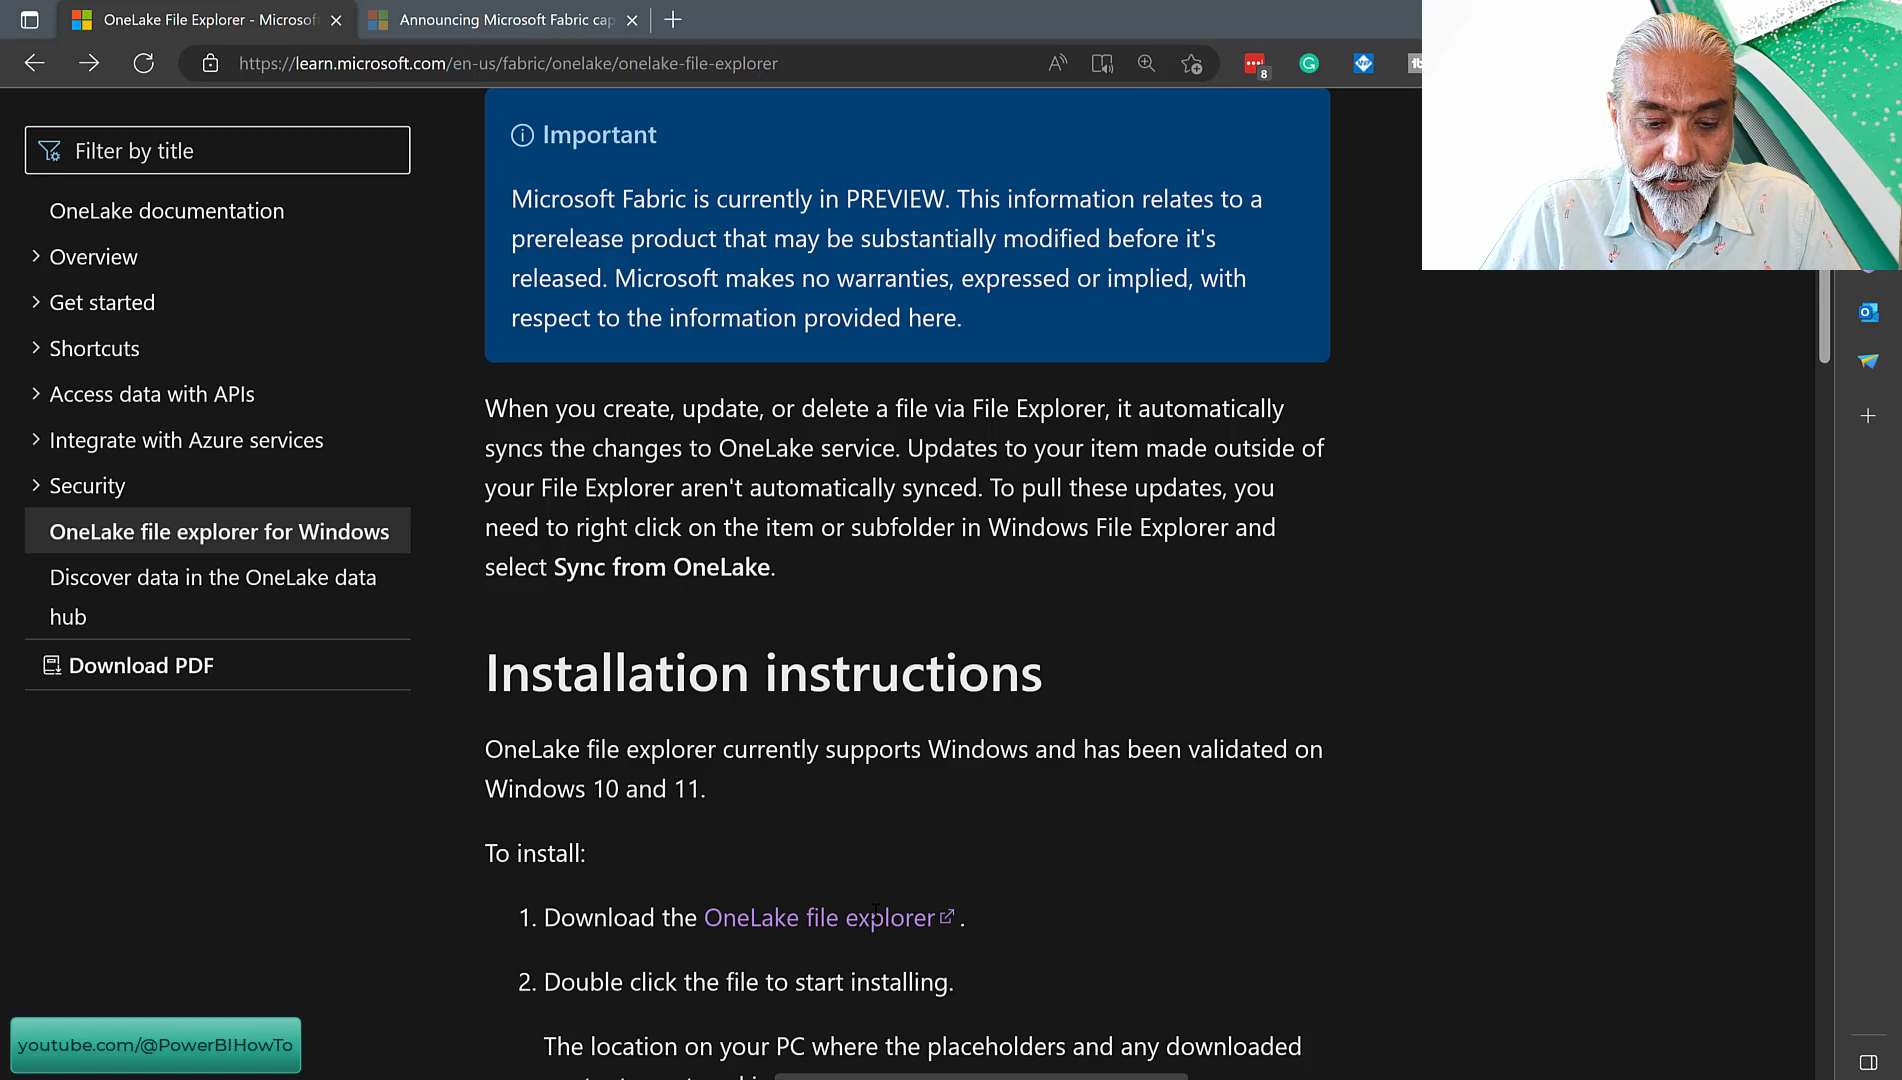 OneLake File Explorer - Microsof
Announcing Microsoft Fabric cap
https://learn.microsoft.com/en-us/fabric/onelake/onelake-file-explorer
8
Filter by title
OneLake documentation
Overview
Get started
Shortcuts
Access data with APIs
Integrate with Azure services
Security
OneLake file explorer for Windows
Discover data in the OneLake data
hub
Download PDF
Important
Microsoft Fabric is currently in PREVIEW. This information relates to a
prerelease product that may be substantially modified before it's
released. Microsoft makes no warranties, expressed or implied, with
respect to the information provided here.
When you create, update, or delete a file via File Explorer, it automatically
syncs the changes to OneLake service. Updates to your item made outside of
your File Explorer aren't automatically synced. To pull these updates, you
need to right click on the item or subfolder in Windows File Explorer and
select Sync from OneLake.
Installation instructions
OneLake file explorer currently supports Windows and has been validated on
Windows 10 and 11.
To install:
1. Download the OneLake file explorer .
2. Double click the file to start installing.
The location on your PC where the placeholders and any downloaded
youtube.com/@PowerBIHowTo